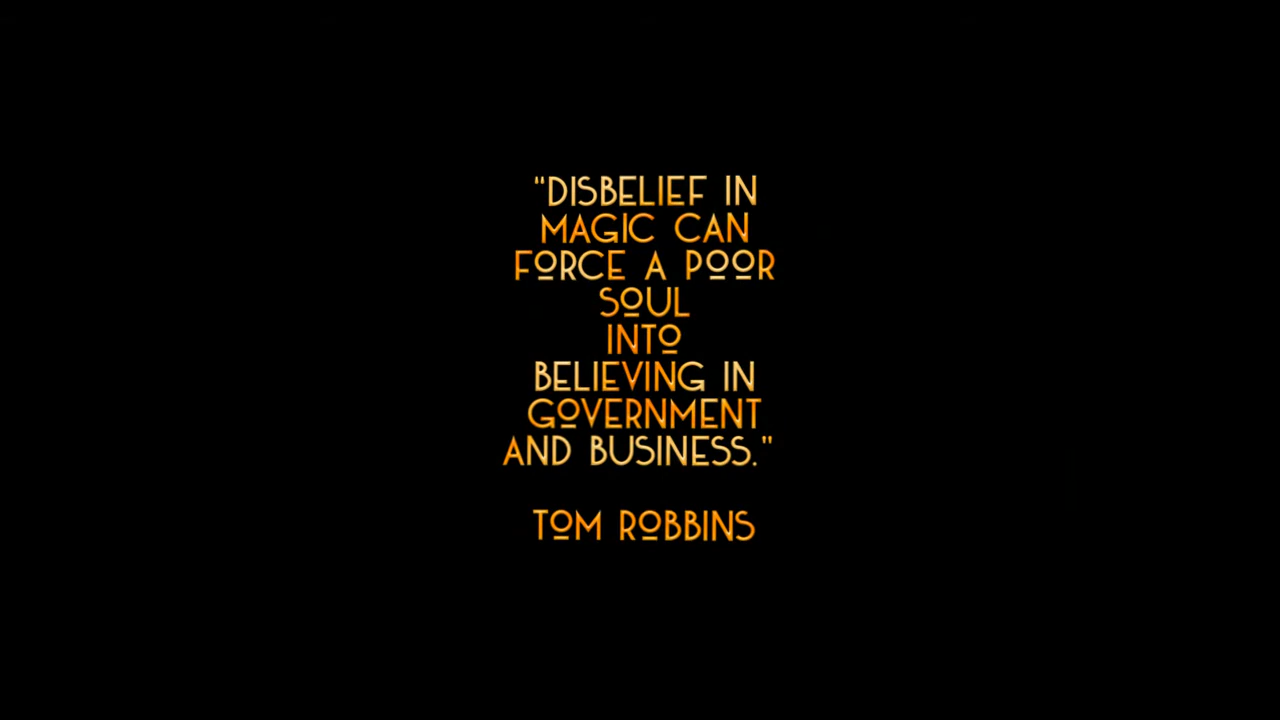 "DISBELIEF IN
MAGIC CAN
FORCE A POOR
SOUL
INTO
BELIEVING IN
GOVERNMENT
AND BUSINESS."
TOM ROBBINS